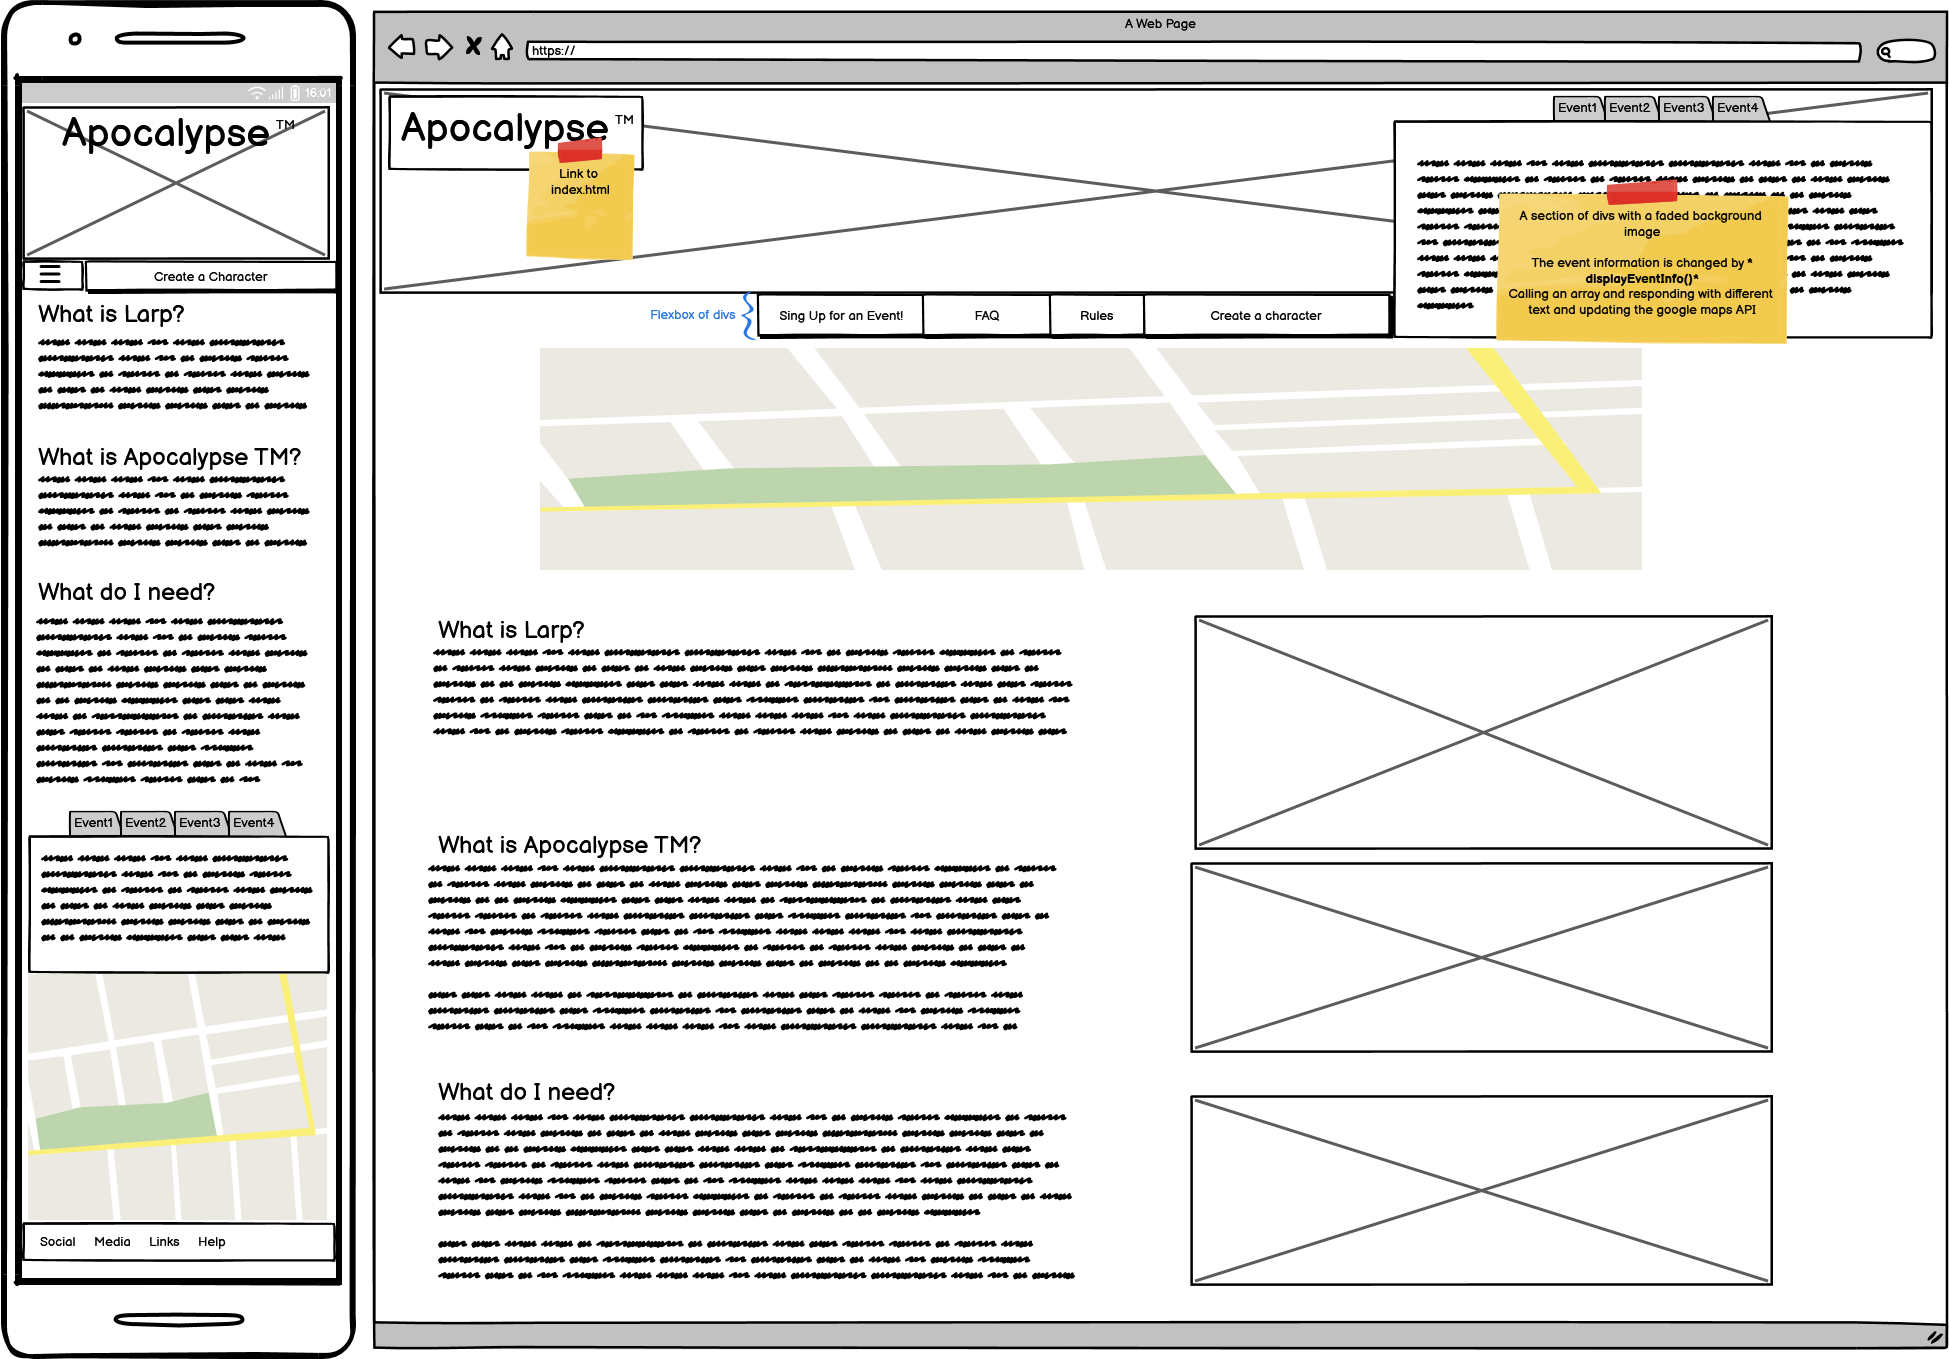 16:01
Apocalypse TM
Create a Character
What is Larp?
What is Apocalypse TM?
What do I need?
Event1 Event2 Event3 Event4
Social Media Links Help
A Web Page
https://
Apocalypse TM
Link to
index.html
Event1 Event2 Event3 Event4
A section of divs with a faded background
image
The event information is changed by *
displayEventInfo()*
Calling an array and responding with different
text and updating the google maps API
Flexbox of divs
Sing Up for an Event! FAQ Rules Create a character
What is Larp?
What is Apocalypse TM?
What do I need?